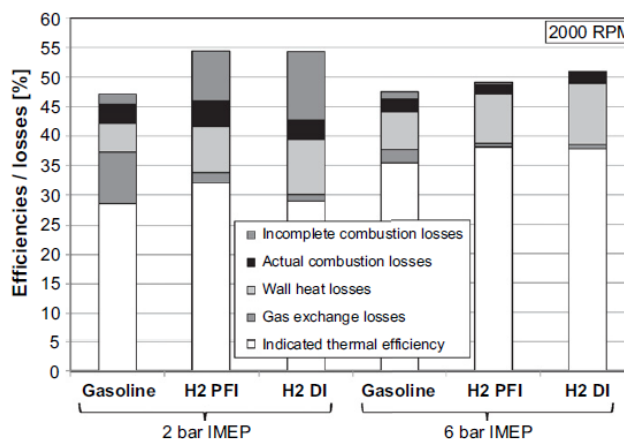 60
2000 RPM
55
50
45
40
35
30
25
20
15
10
5
0
Efficiencies / losses [%]
Incomplete combustion losses
Actual combustion losses
Wall heat losses
Gas exchange losses
Indicated thermal efficiency
Gasoline H2 PFI H2 DI Gasoline H2 PFI H2 DI
2 bar IMEP 6 bar IMEP